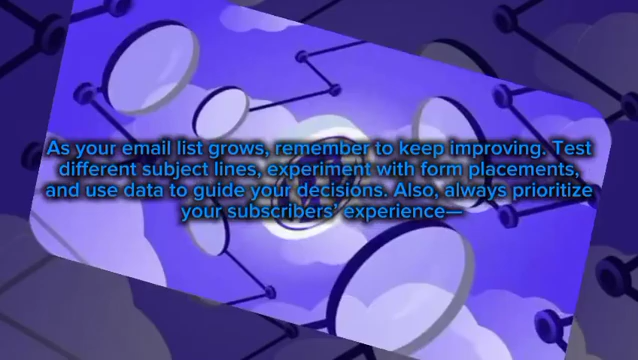 As your email list grows, remember to keep improving. Test
different subject lines, experiment with form placements,
and use data to guide your decisions. Also, always prioritize
your subscribers' experience—